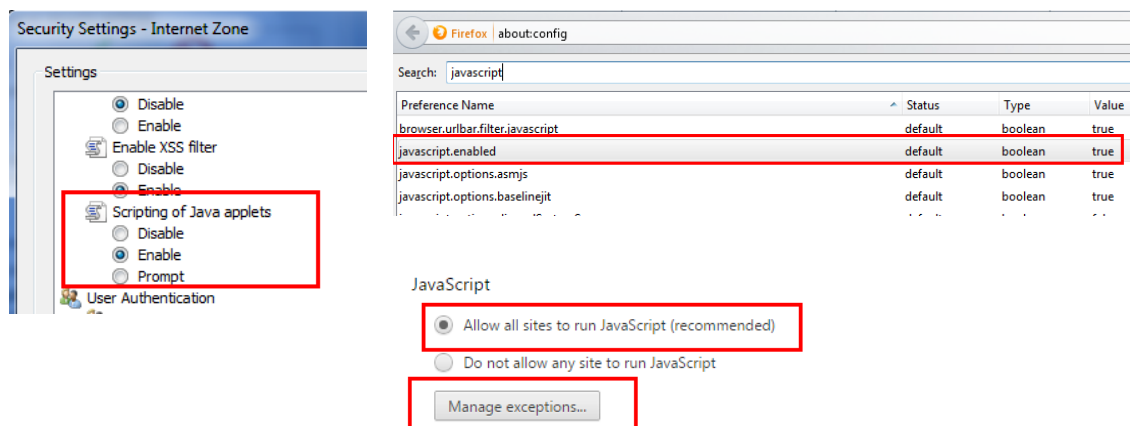 Security Settings - Internet Zone
Settings
Disable
Enable
Enable XSS filter
Disable
Enable
Scripting of Java applets
Disable
Enable
Prompt
User Authentication
Firefox about:config
Search: javascript
Preference Name Status Type Value
browser.urlbar.filter.javascript default boolean true
javascript.enabled default boolean true
javascript.options.asmjs default boolean true
javascript.options.baselinejit default boolean true
JavaScript
Allow all sites to run JavaScript (recommended)
Do not allow any site to run JavaScript
Manage exceptions...